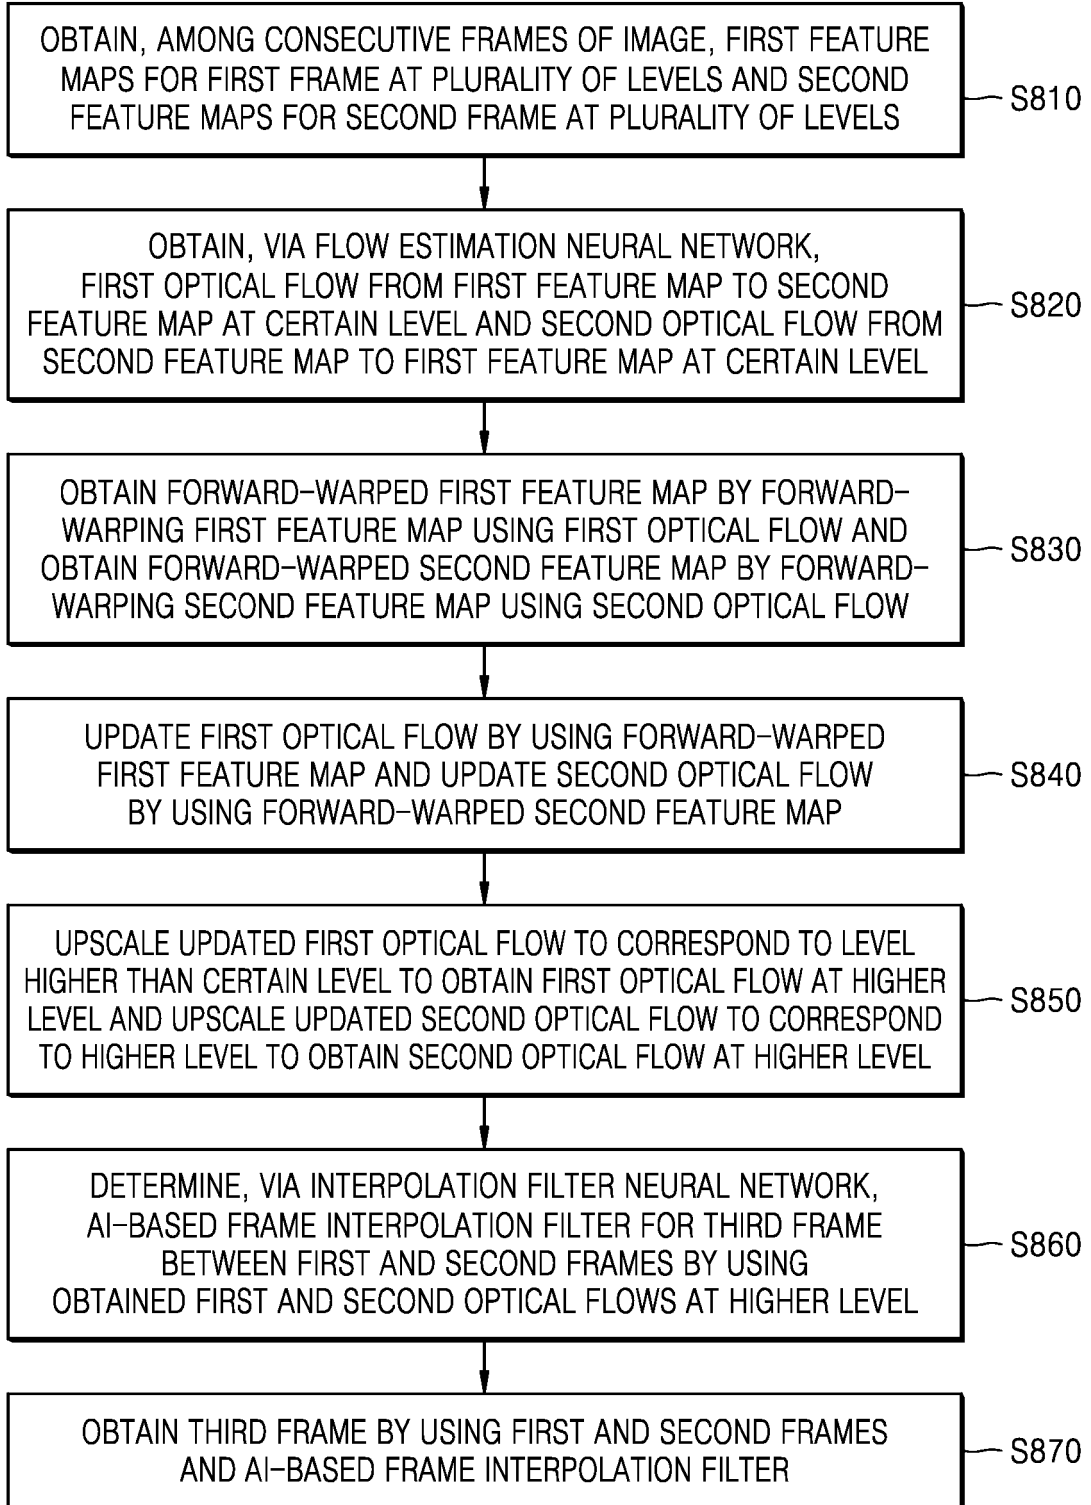 OBTAIN, AMONG CONSECUTIVE FRAMES OF IMAGE, FIRST FEATURE
MAPS FOR FIRST FRAME AT PLURALITY OF LEVELS AND SECOND
FEATURE MAPS FOR SECOND FRAME AT PLURALITY OF LEVELS
S810
OBTAIN, VIA FLOW ESTIMATION NEURAL NETWORK,
FIRST OPTICAL FLOW FROM FIRST FEATURE MAP TO SECOND
FEATURE MAP AT CERTAIN LEVEL AND SECOND OPTICAL FLOW FROM
SECOND FEATURE MAP TO FIRST FEATURE MAP AT CERTAIN LEVEL
S820
OBTAIN FORWARD-WARPED FIRST FEATURE MAP BY FORWARD-
WARPING FIRST FEATURE MAP USING FIRST OPTICAL FLOW AND
OBTAIN FORWARD-WARPED SECOND FEATURE MAP BY FORWARD-
WARPING SECOND FEATURE MAP USING SECOND OPTICAL FLOW
S830
UPDATE FIRST OPTICAL FLOW BY USING FORWARD-WARPED
FIRST FEATURE MAP AND UPDATE SECOND OPTICAL FLOW
BY USING FORWARD-WARPED SECOND FEATURE MAP
S840
UPSCALE UPDATED FIRST OPTICAL FLOW TO CORRESPOND TO LEVEL
HIGHER THAN CERTAIN LEVEL TO OBTAIN FIRST OPTICAL FLOW AT HIGHER
LEVEL AND UPSCALE UPDATED SECOND OPTICAL FLOW TO CORRESPOND
TO HIGHER LEVEL TO OBTAIN SECOND OPTICAL FLOW AT HIGHER LEVEL
S850
DETERMINE, VIA INTERPOLATION FILTER NEURAL NETWORK,
AI-BASED FRAME INTERPOLATION FILTER FOR THIRD FRAME
BETWEEN FIRST AND SECOND FRAMES BY USING
OBTAINED FIRST AND SECOND OPTICAL FLOWS AT HIGHER LEVEL
S860
OBTAIN THIRD FRAME BY USING FIRST AND SECOND FRAMES
AND AI-BASED FRAME INTERPOLATION FILTER
S870